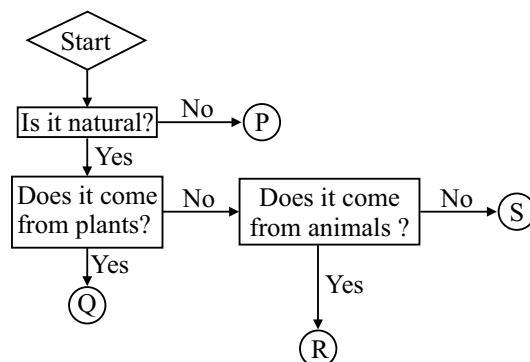 Start
Is it natural?
No
P
Yes
Does it come
from plants?
No
Does it come
from animals ?
No
S
Yes
Q
Yes
R